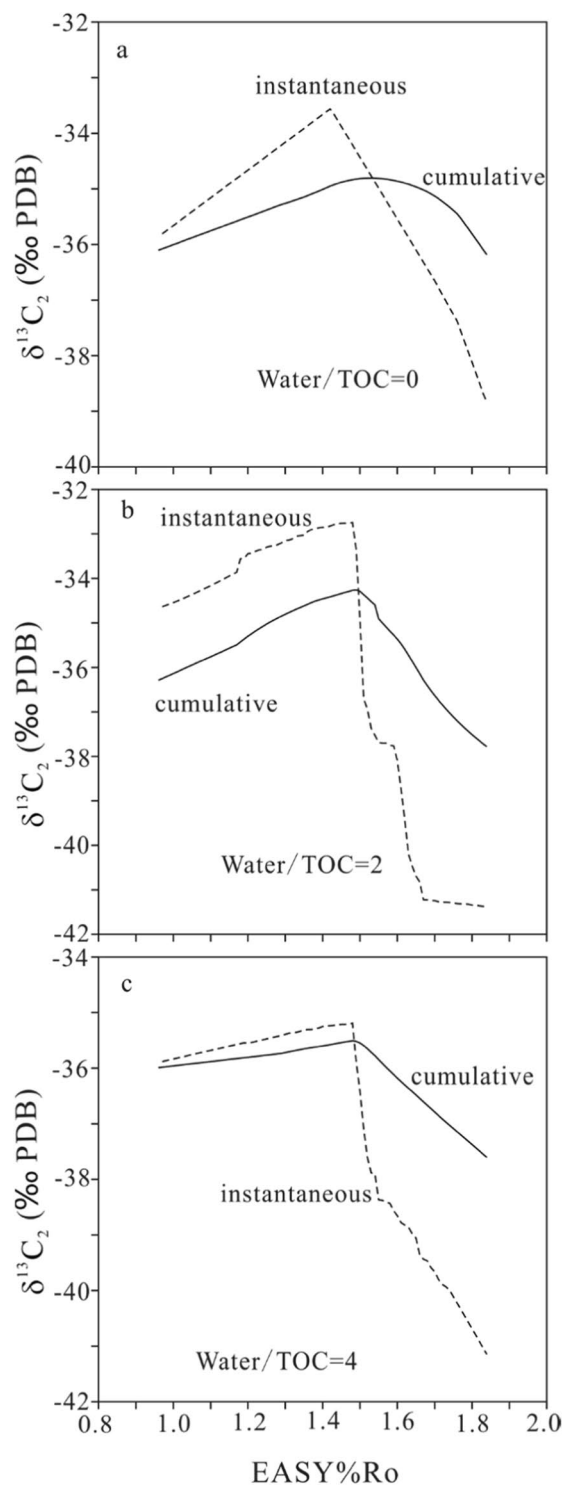 -32
a
instantaneous
-34
cumulative
δ¹³C₂ (‰ PDB)
-36
-38
Water/TOC=0
-40
-32
b
instantaneous
-34
δ¹³C₂ (‰ PDB)
-36
cumulative
-38
-40
Water/TOC=2
-42
-34
c
-36
cumulative
δ¹³C₂ (‰ PDB)
-38
instantaneous
-40
Water/TOC=4
-42
0.8 1.0 1.2 1.4 1.6 1.8 2.0
EASY%Ro